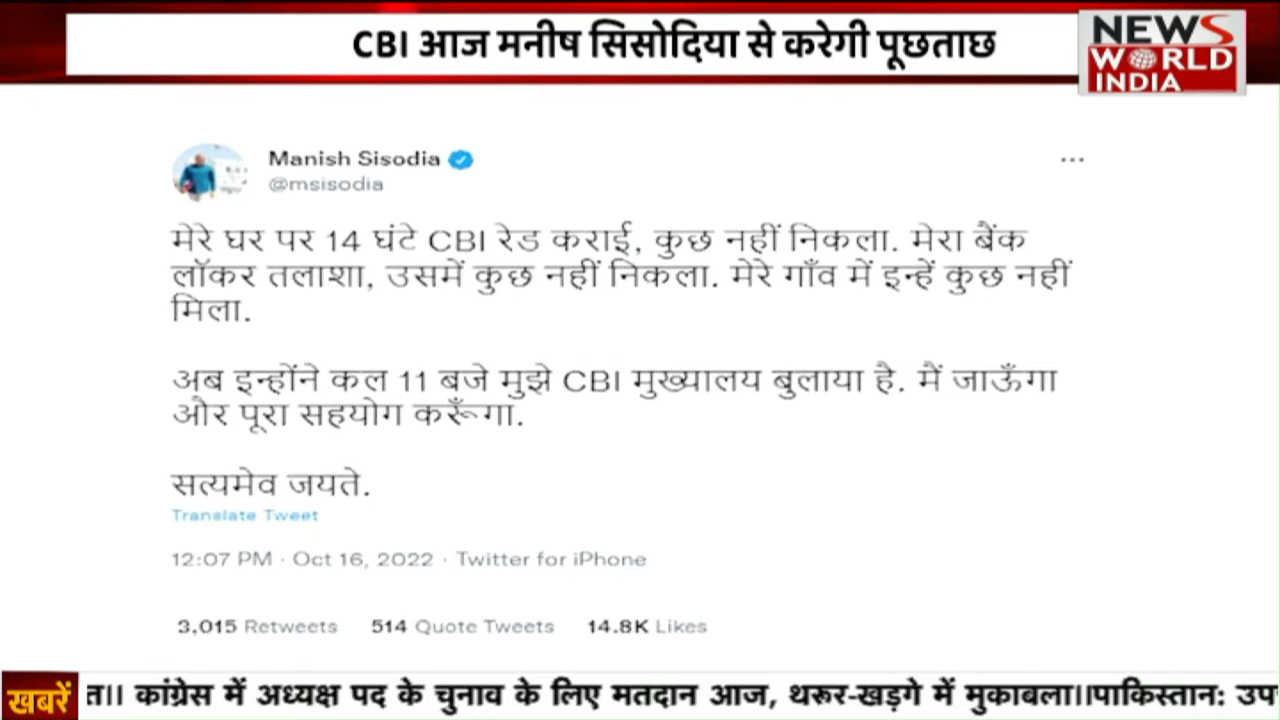 CBI आज मनीष सिसोदिया से करेगी पूछताछ
NEWS
WORLD
INDIA
Manish Sisodia
@msisodia
मेरे घर पर 14 घंटे CBI रेड कराई, कुछ नहीं निकला. मेरा बैंक
लॉकर तलाशा, उसमें कुछ नहीं निकला. मेरे गाँव में इन्हें कुछ नहीं
मिला.
अब इन्होंने कल 11 बजे मुझे CBI मुख्यालय बुलाया है. मैं जाऊँगा
और पूरा सहयोग करूँगा.
सत्यमेव जयते.
Translate Tweet
12:07 PM · Oct 16, 2022 · Twitter for iPhone
3,015 Retweets 514 Quote Tweets 14.8K Likes
खबरें त।। कांग्रेस में अध्यक्ष पद के चुनाव के लिए मतदान आज, थरूर-खड़गे में मुकाबला।।पाकिस्तान: उप